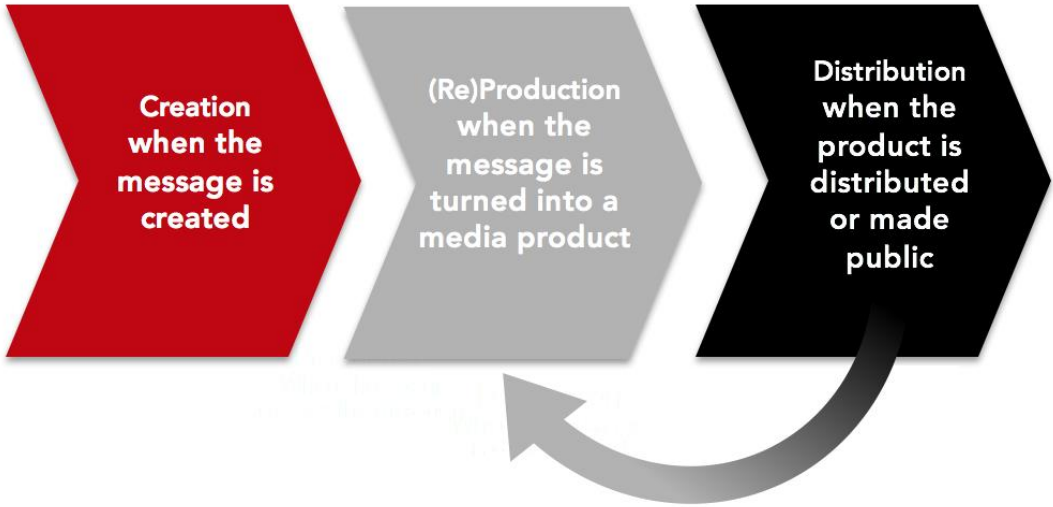 Creation
when the
message is
created
(Re)Production
when the
message is
turned into a
media product
Distribution
when the
product is
distributed
or made
public